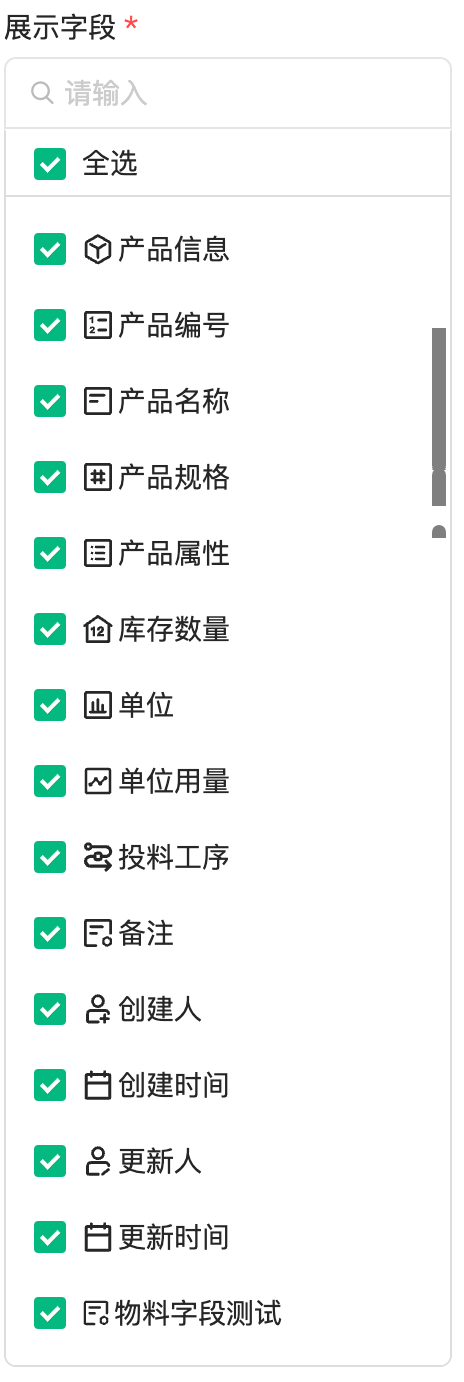 展示字段 *
请输入
全选
产品信息
产品编号
产品名称
产品规格
产品属性
12 库存数量
单位
单位用量
投料工序
备注
创建人
创建时间
更新人
更新时间
物料字段测试